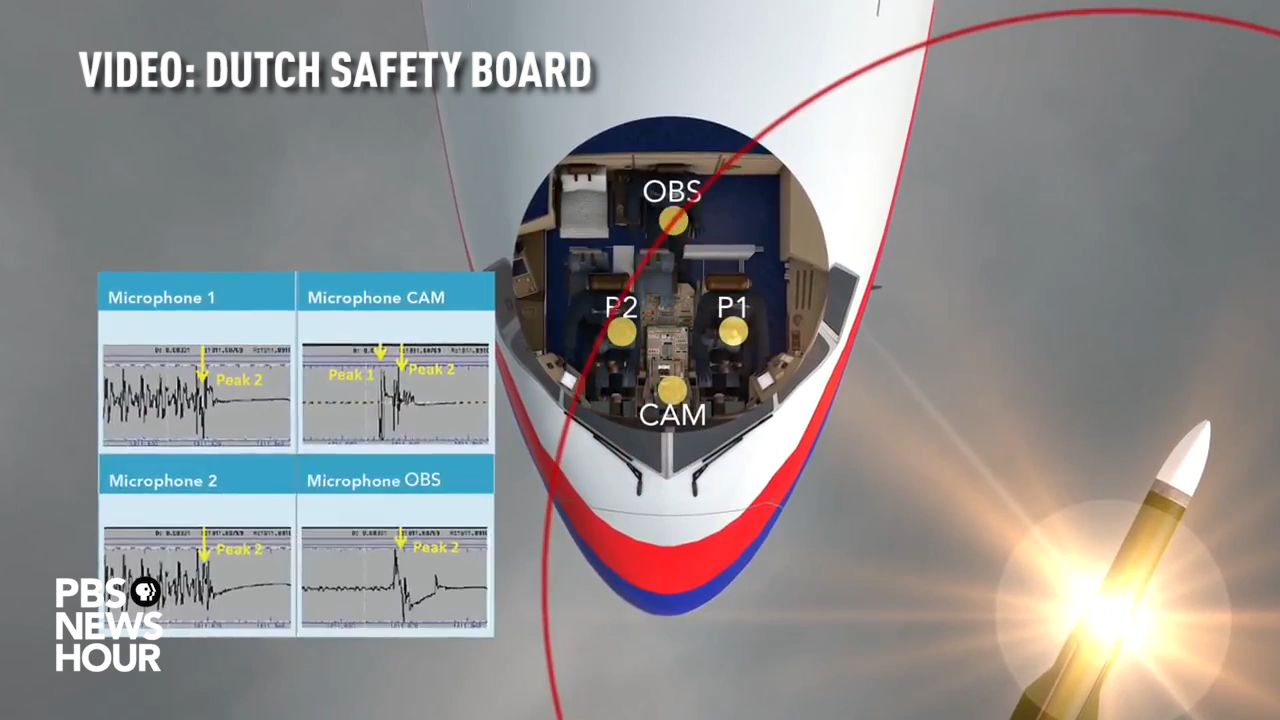 VIDEO: DUTCH SAFETY BOARD
OBS
P2
P1
CAM
Microphone 1
Microphone CAM
Peak 2
Peak 1
Peak 2
Microphone 2
Microphone OBS
Peak 2
Peak 2
PBS
NEWS
HOUR